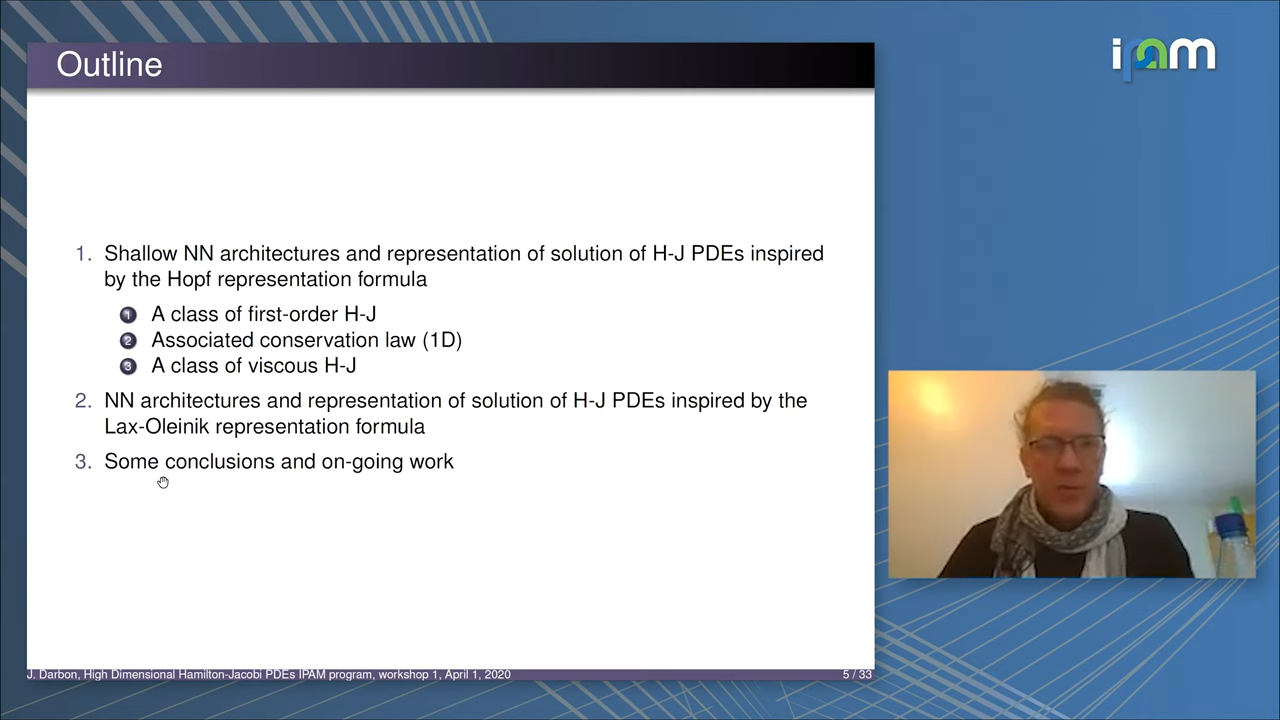 Outline
ipam
1. Shallow NN architectures and representation of solution of H-J PDEs inspired
by the Hopf representation formula
1 A class of first-order H-J
2 Associated conservation law (1D)
3 A class of viscous H-J
2. NN architectures and representation of solution of H-J PDEs inspired by the
Lax-Oleinik representation formula
3. Some conclusions and on-going work
J. Darbon, High Dimensional Hamilton-Jacobi PDEs IPAM program, workshop 1, April 1, 2020
5 / 33